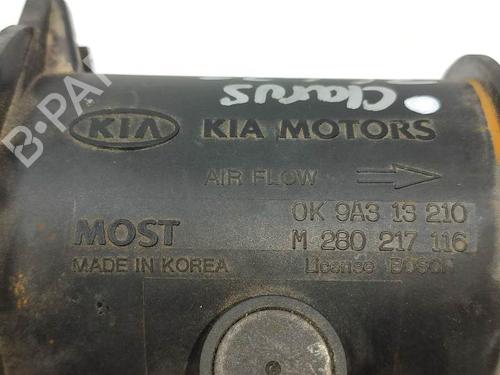 Clarus
KIA KIA MOTORS
AIR FLOW
MOST
0K 9A3 13 210
M 280 217 116
MADE IN KOREA
License BOSCH
B-PARTS